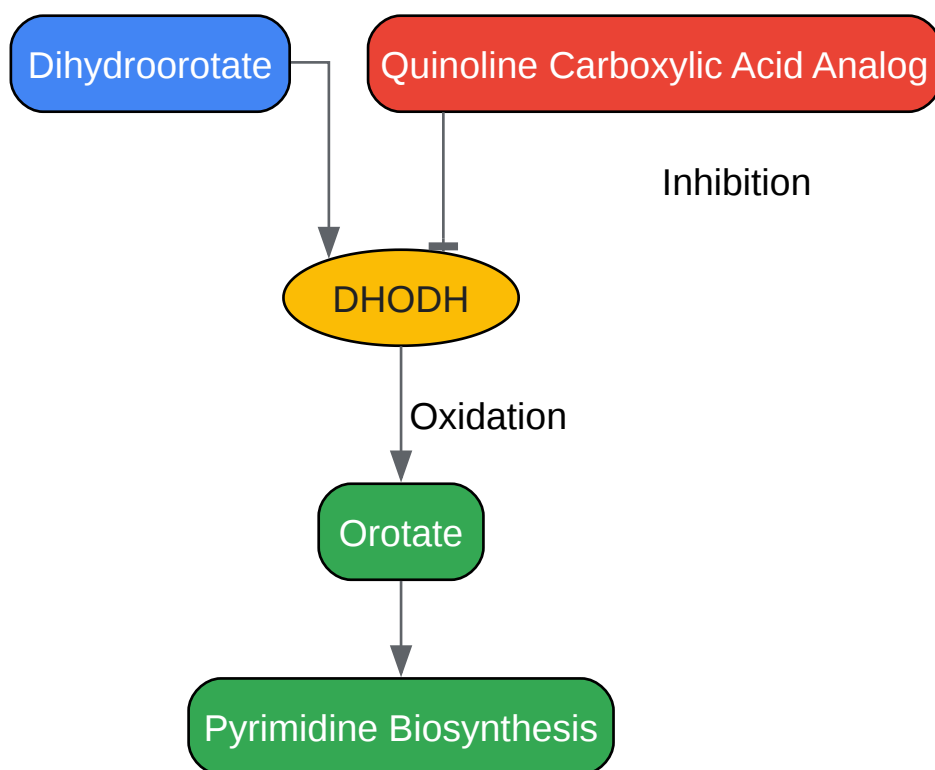 Dihydroorotate
Quinoline Carboxylic Acid Analog
Inhibition
DHODH
Oxidation
Orotate
Pyrimidine Biosynthesis